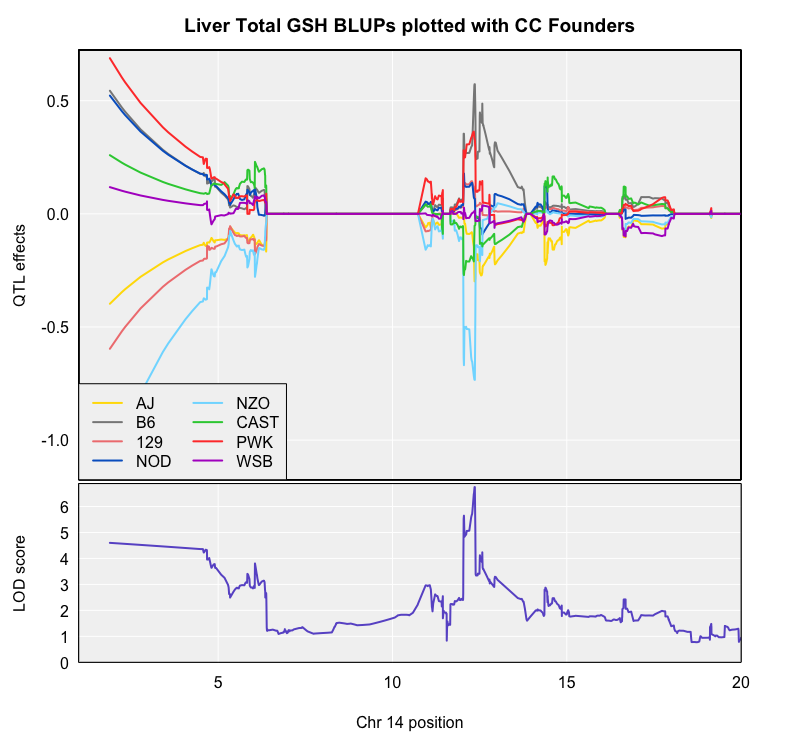 Liver Total GSH BLUPs plotted with CC Founders
QTL effects
0.5
0.0
-0.5
-1.0
AJ NZO
B6 CAST
129 PWK
NOD WSB
LOD score
6
5
4
3
2
1
0
5 10 15 20
Chr 14 position